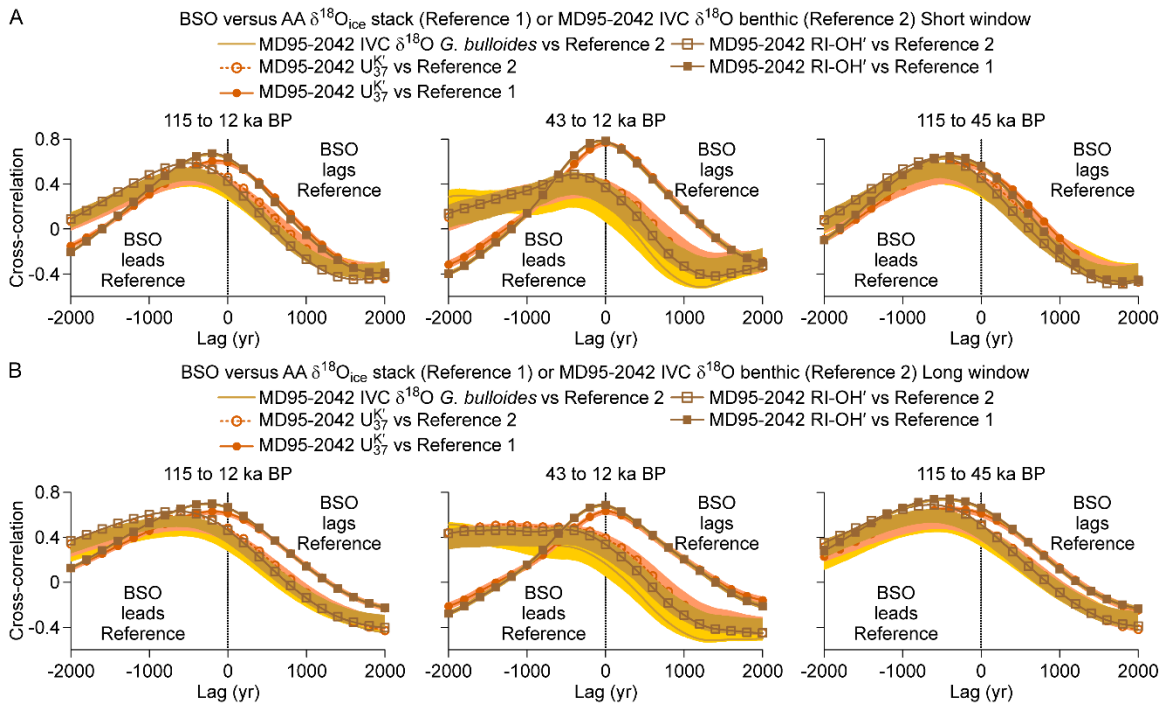 A
BSO versus AA δ¹⁸O_ice stack (Reference 1) or MD95-2042 IVC δ¹⁸O benthic (Reference 2) Short window
MD95-2042 IVC δ¹⁸O G. bulloides vs Reference 2
MD95-2042 RI-OH′ vs Reference 2
MD95-2042 U₃₇ᴷ′ vs Reference 2
MD95-2042 RI-OH′ vs Reference 1
MD95-2042 U₃₇ᴷ′ vs Reference 1
115 to 12 ka BP
43 to 12 ka BP
115 to 45 ka BP
Cross-correlation
0.8
0.4
0
-0.4
BSO
lags
Reference
BSO
leads
Reference
BSO
lags
Reference
BSO
leads
Reference
BSO
lags
Reference
BSO
leads
Reference
-2000 -1000 0 1000 2000
-2000 -1000 0 1000 2000
-2000 -1000 0 1000 2000
Lag (yr)
Lag (yr)
Lag (yr)
B
BSO versus AA δ¹⁸O_ice stack (Reference 1) or MD95-2042 IVC δ¹⁸O benthic (Reference 2) Long window
MD95-2042 IVC δ¹⁸O G. bulloides vs Reference 2
MD95-2042 RI-OH′ vs Reference 2
MD95-2042 U₃₇ᴷ′ vs Reference 2
MD95-2042 RI-OH′ vs Reference 1
MD95-2042 U₃₇ᴷ′ vs Reference 1
115 to 12 ka BP
43 to 12 ka BP
115 to 45 ka BP
Cross-correlation
0.8
0.4
0
-0.4
BSO
lags
Reference
BSO
leads
Reference
BSO
lags
Reference
BSO
leads
Reference
BSO
lags
Reference
BSO
leads
Reference
-2000 -1000 0 1000 2000
-2000 -1000 0 1000 2000
-2000 -1000 0 1000 2000
Lag (yr)
Lag (yr)
Lag (yr)